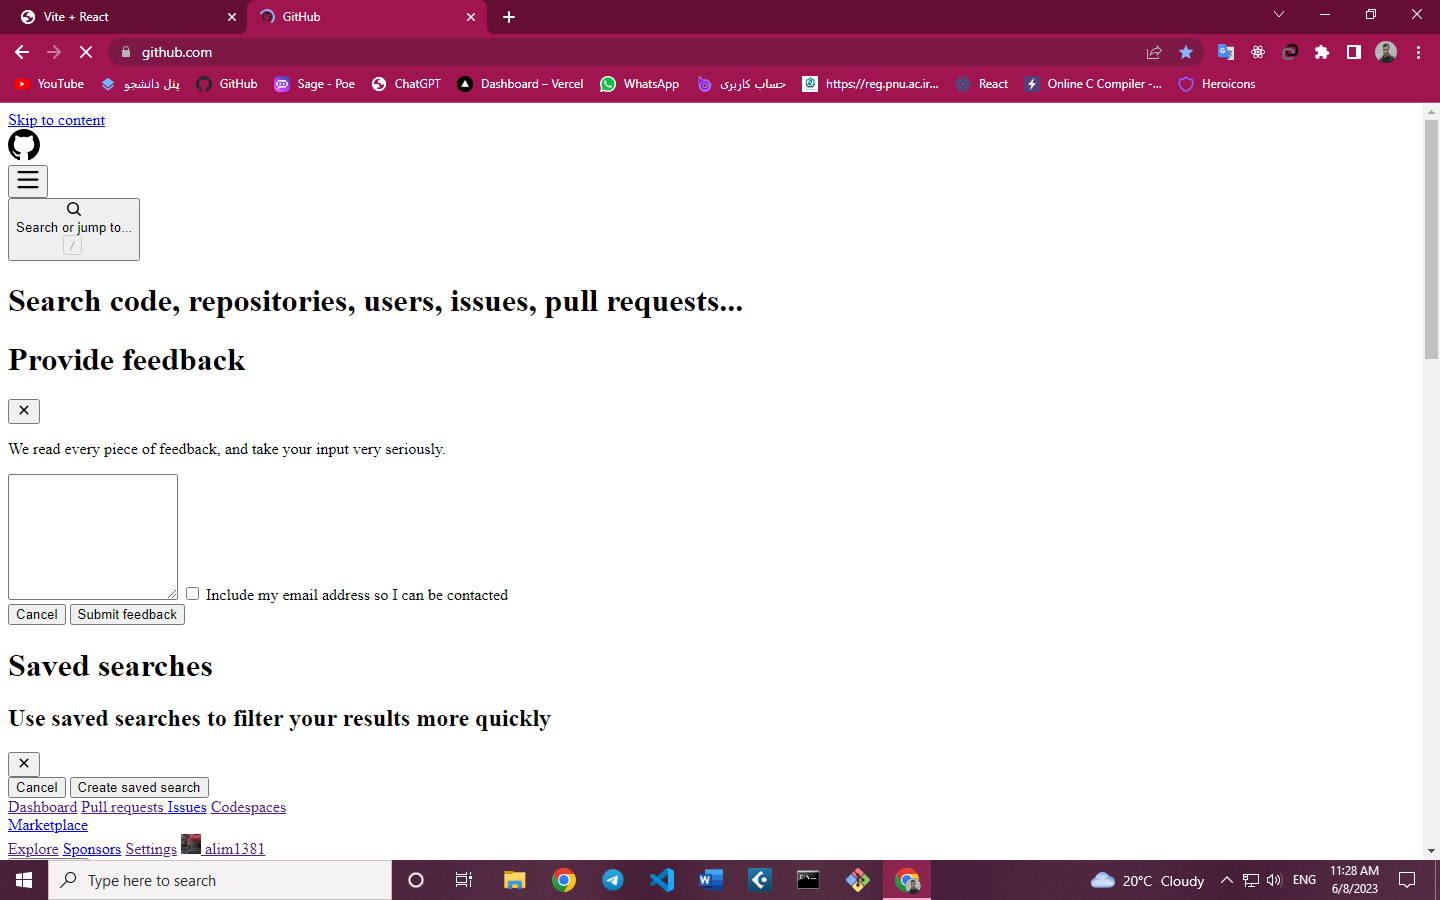 Vite + React
GitHub
github.com
YouTube
پنل دانشجو
GitHub
Sage - Poe
ChatGPT
Dashboard – Vercel
WhatsApp
حساب کاربری
https://reg.pnu.ac.ir...
React
Online C Compiler -...
Heroicons
Skip to content
Search or jump to...
/
Search code, repositories, users, issues, pull requests...
Provide feedback
We read every piece of feedback, and take your input very seriously.
Include my email address so I can be contacted
Cancel Submit feedback
Saved searches
Use saved searches to filter your results more quickly
Cancel Create saved search
Dashboard Pull requests Issues Codespaces
Marketplace
Explore Sponsors Settings alim1381
Type here to search
20°C Cloudy
ENG
11:28 AM
6/8/2023